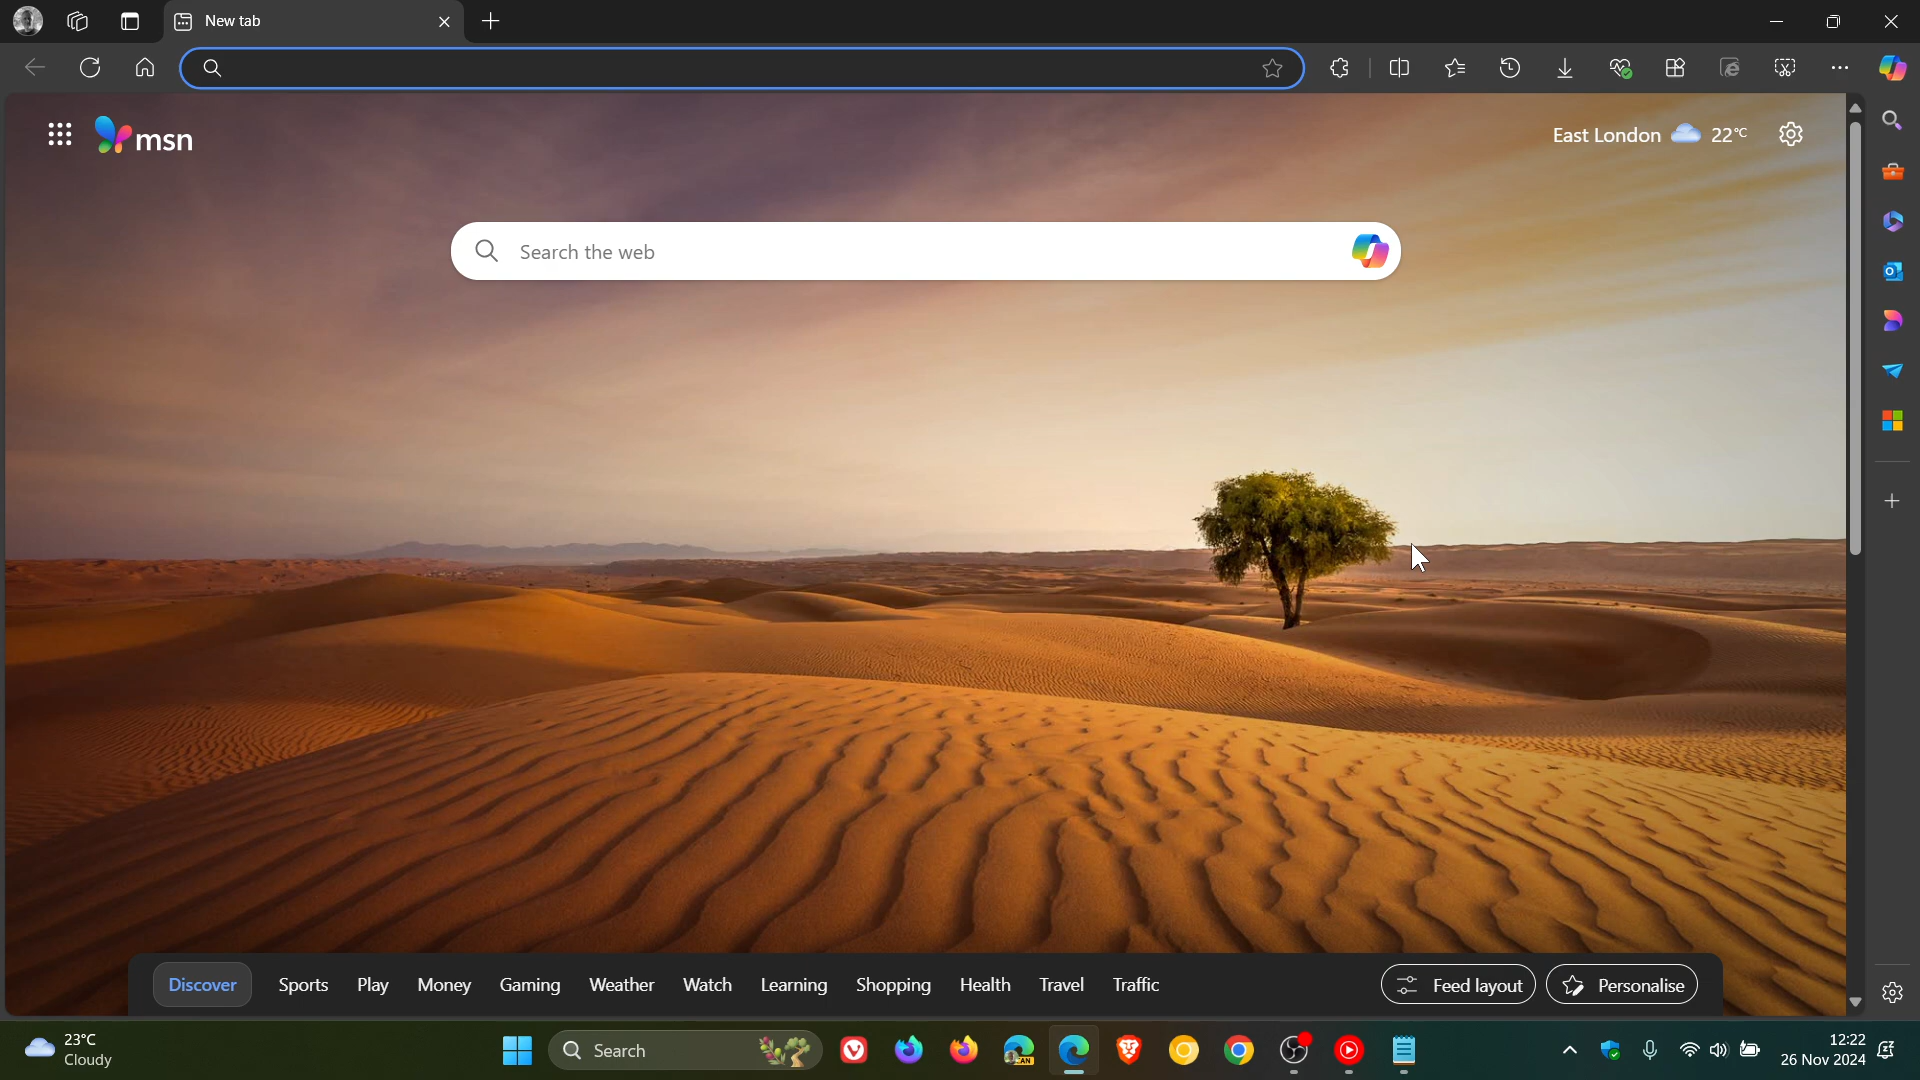 New tab
msn
East London 22°C
Search the web
Discover Sports Play Money Gaming Weather Watch Learning Shopping Health Travel Traffic Feed layout Personalise
23°C
Cloudy
Search
CAN
12:22
26 Nov 2024